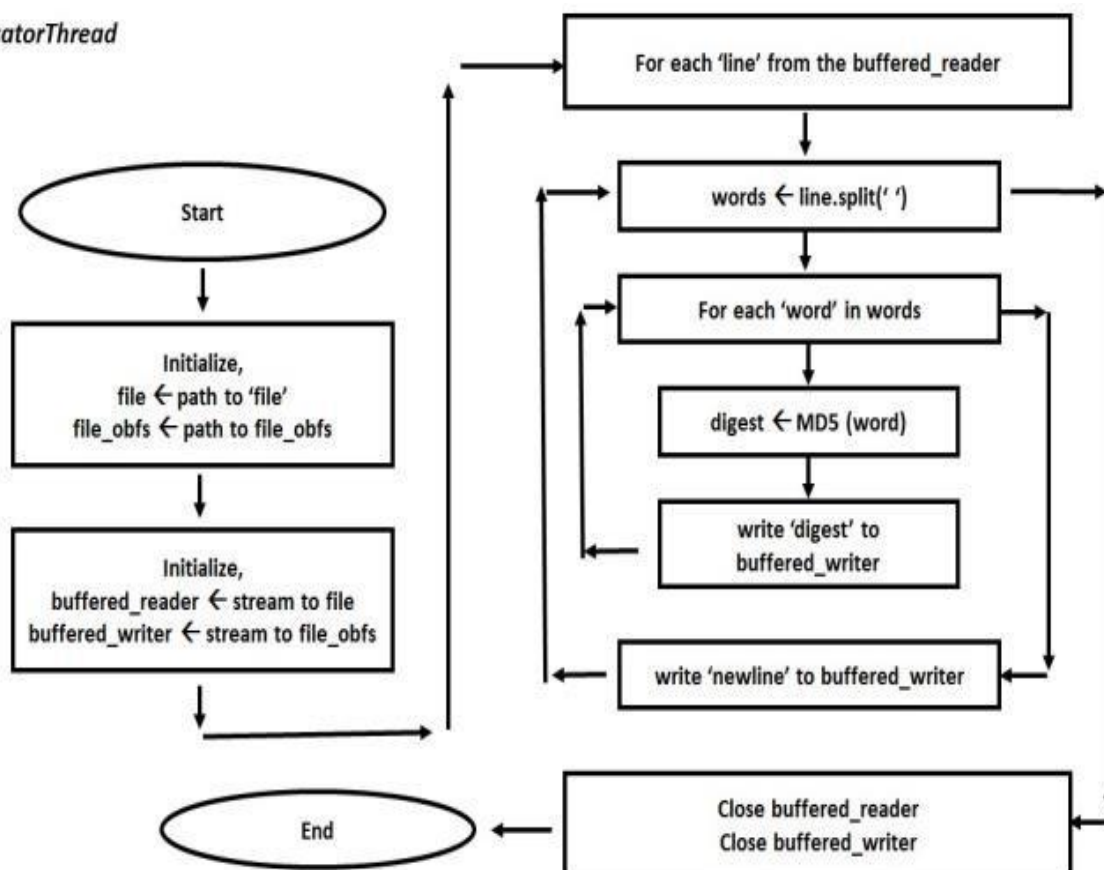 atorThread
Start
Initialize,
file ← path to ‘file’
file_obfs ← path to file_obfs
Initialize,
buffered_reader ← stream to file
buffered_writer ← stream to file_obfs
For each ‘line’ from the buffered_reader
words ← line.split(‘ ‘)
For each ‘word’ in words
digest ← MD5 (word)
write ‘digest’ to
buffered_writer
write ‘newline’ to buffered_writer
Close buffered_reader
Close buffered_writer
End